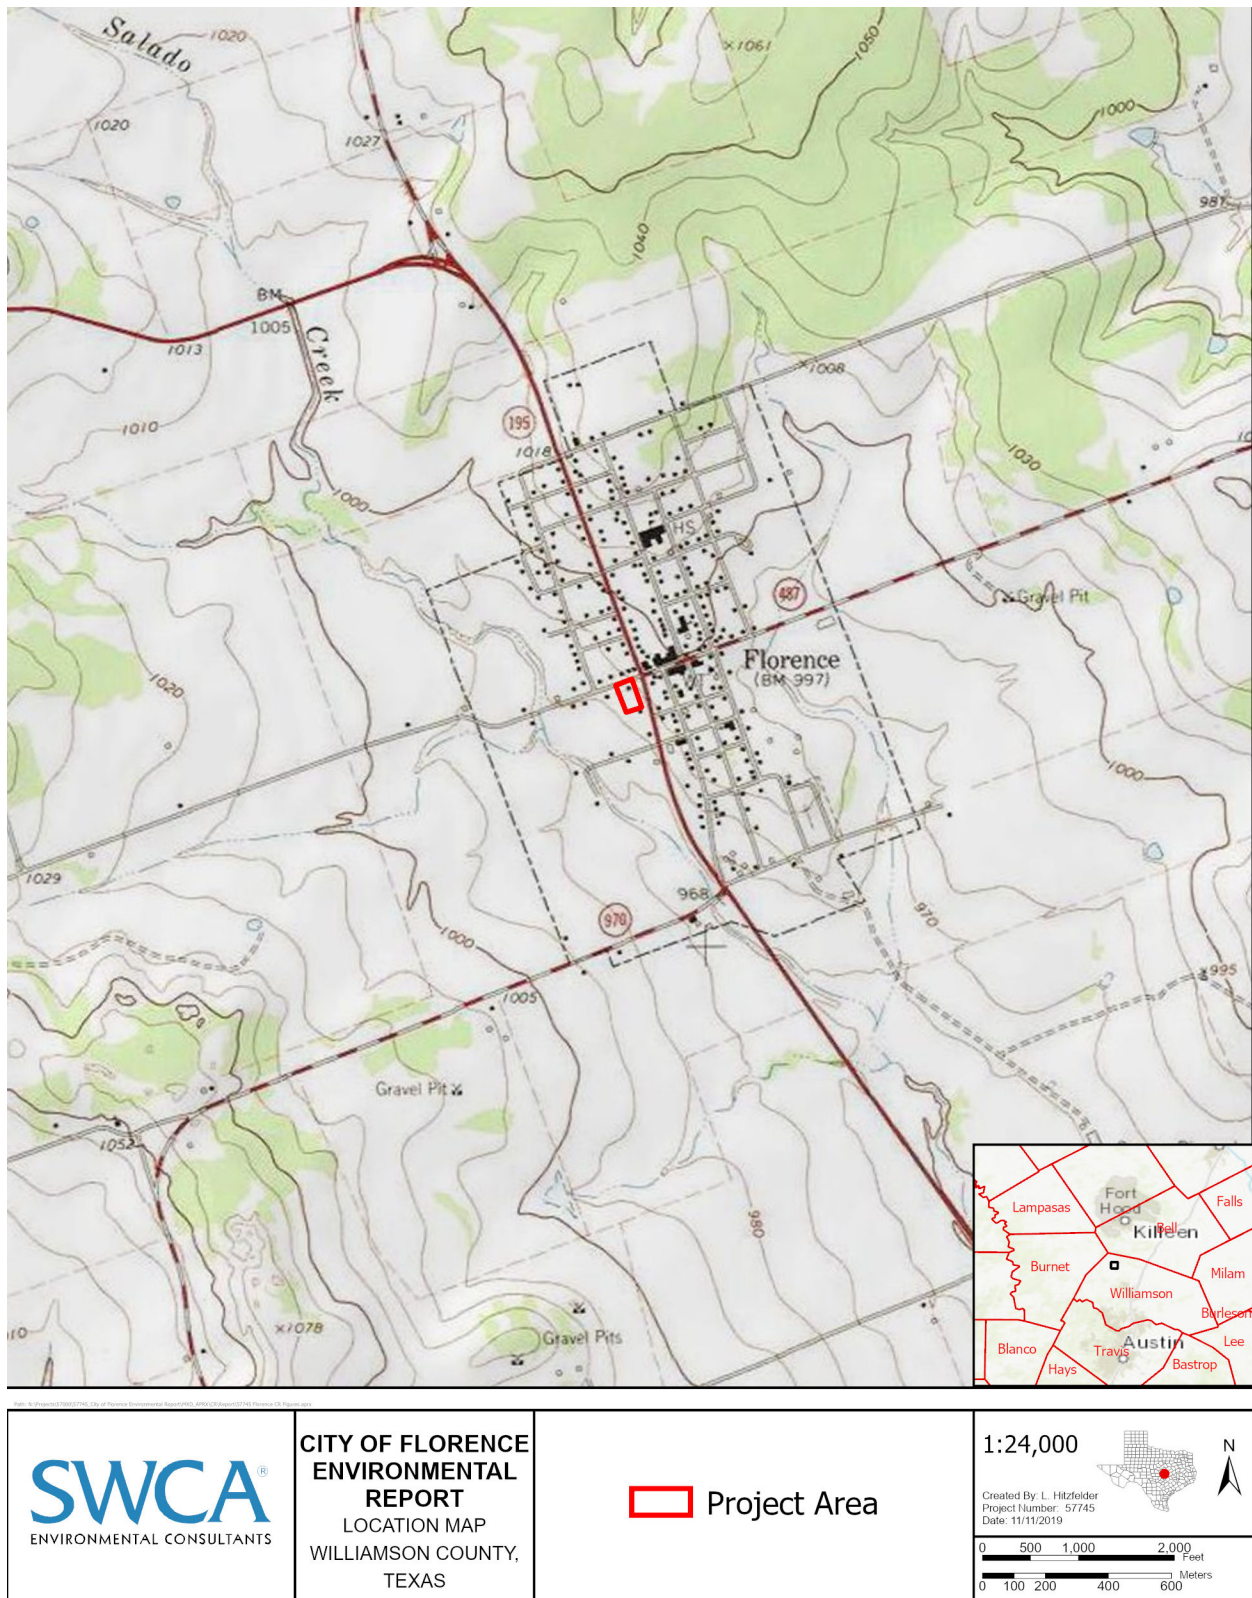 Salado
1020
×1061
1050
1000
1020
1027
987
1040
BM
1005
Creek
1013
×1008
195
1010
1018
1030
1000
HS
487
Gravel Pit
Florence
(BM 997)
WT
1020
1000
1029
968
970
970
1000
×995
1005
Gravel Pit
1052
980
×1078
Gravel Pits
Fort
Hood
Lampasas
Falls
Bell
Killeen
Burnet
Milam
Williamson
Burleson
Blanco
Travis
Austin
Lee
Hays
Bastrop
SWCA®
ENVIRONMENTAL CONSULTANTS
CITY OF FLORENCE
ENVIRONMENTAL
REPORT
LOCATION MAP
WILLIAMSON COUNTY,
TEXAS
Project Area
1:24,000
N
Created By: L. Hitzfelder
Project Number: 57745
Date: 11/11/2019
0 500 1,000 2,000
Feet
Meters
0 100 200 400 600